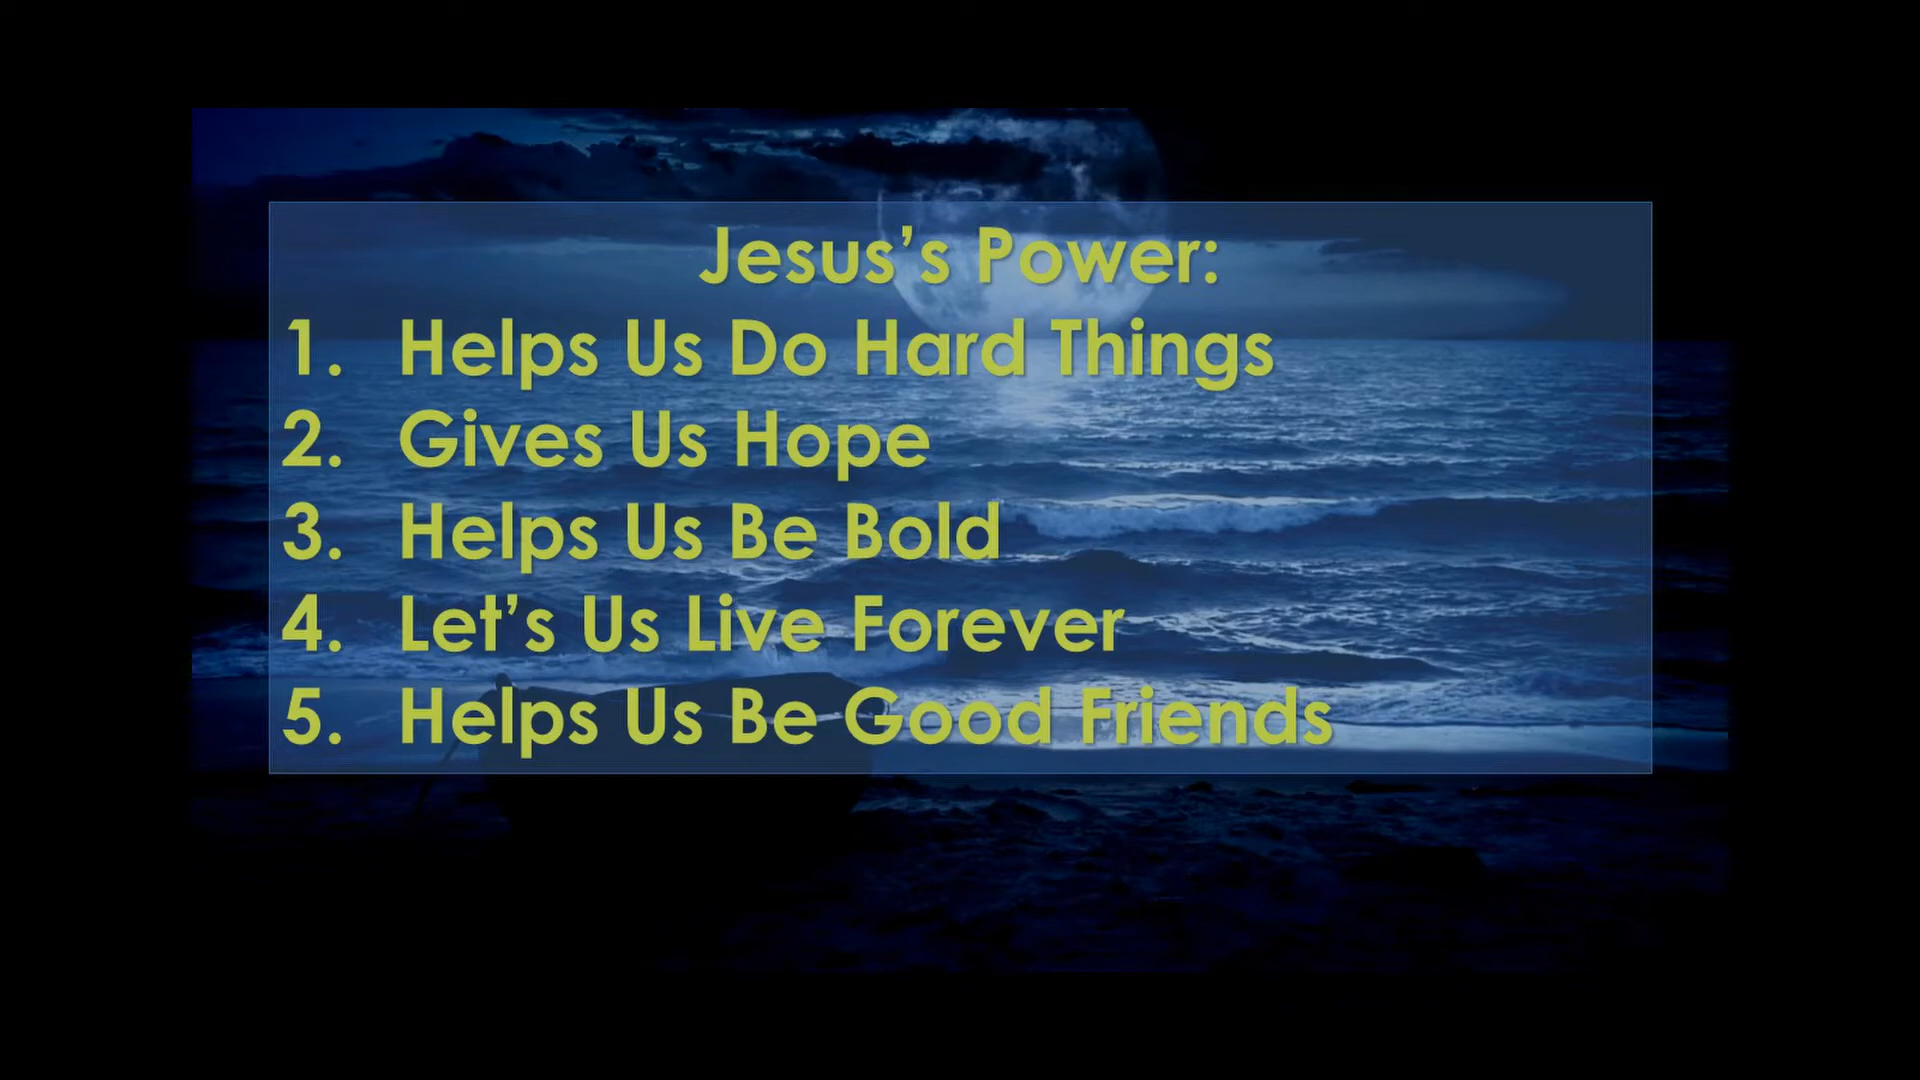 Jesus’s Power:
1. Helps Us Do Hard Things
2. Gives Us Hope
3. Helps Us Be Bold
4. Let’s Us Live Forever
5. Helps Us Be Good Friends